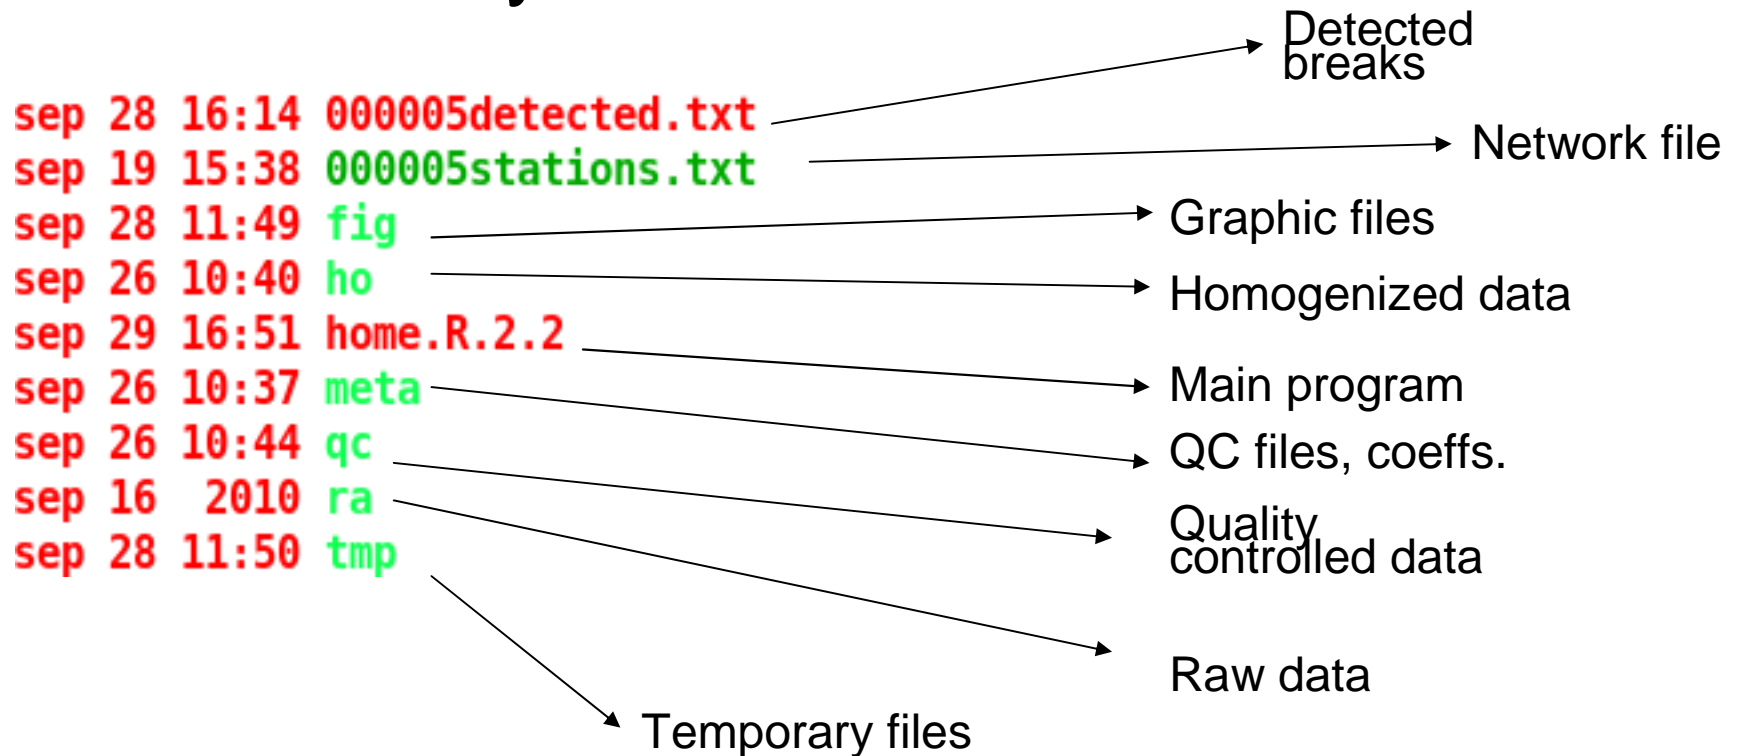 Detected
breaks
sep 28 16:14 000005detected.txt
Network file
sep 19 15:38 000005stations.txt
sep 28 11:49 fig
Graphic files
sep 26 10:40 ho
Homogenized data
sep 29 16:51 home.R.2.2
Main program
sep 26 10:37 meta
QC files, coeffs.
sep 26 10:44 qc
Quality
controlled data
sep 16  2010 ra
Raw data
sep 28 11:50 tmp
Temporary files